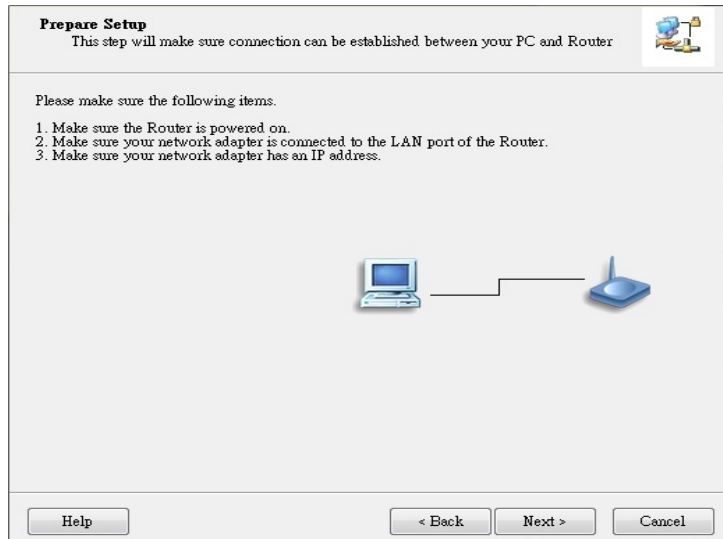 Prepare Setup
This step will make sure connection can be established between your PC and Router
Please make sure the following items.
1. Make sure the Router is powered on.
2. Make sure your network adapter is connected to the LAN port of the Router.
3. Make sure your network adapter has an IP address.
Help
< Back
Next >
Cancel